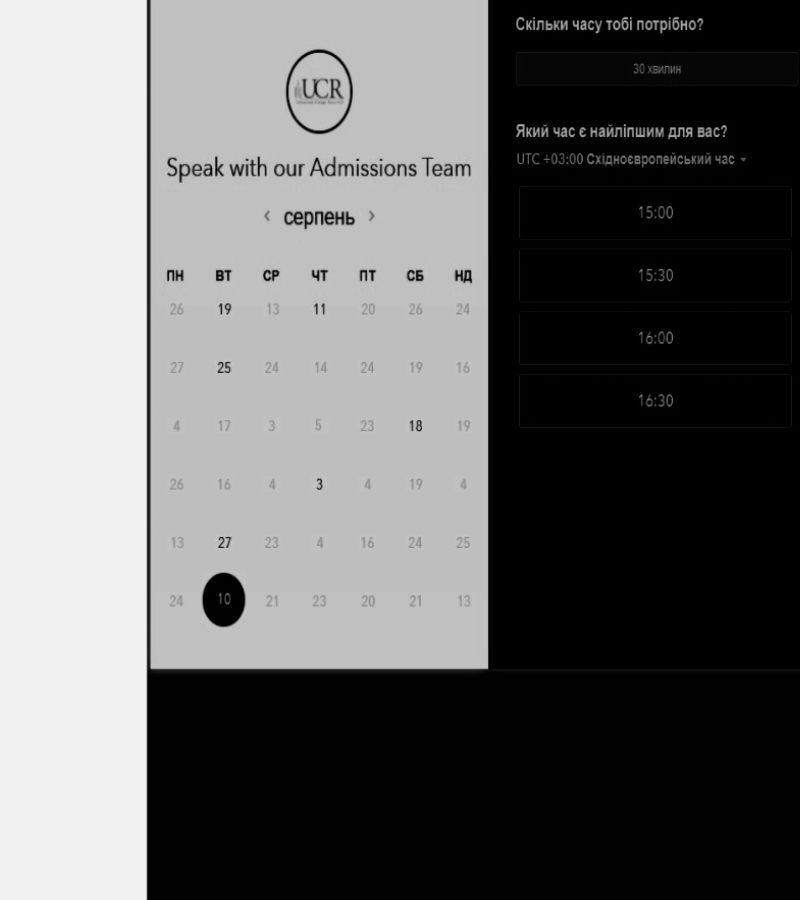 UCR
Speak with our Admissions Team
‹ серпень ›
ПН ВТ СР ЧТ ПТ СБ НД
26 19 13 11 20 26 24
27 25 24 14 24 19 16
4 17 3 5 23 18 19
26 16 4 3 4 19 4
13 27 23 4 16 24 25
24 10 21 23 20 21 13
Скільки часу тобі потрібно?
30 хвилин
Який час є найліпшим для вас?
UTC +03:00 Східноєвропейський час
15:00
15:30
16:00
16:30